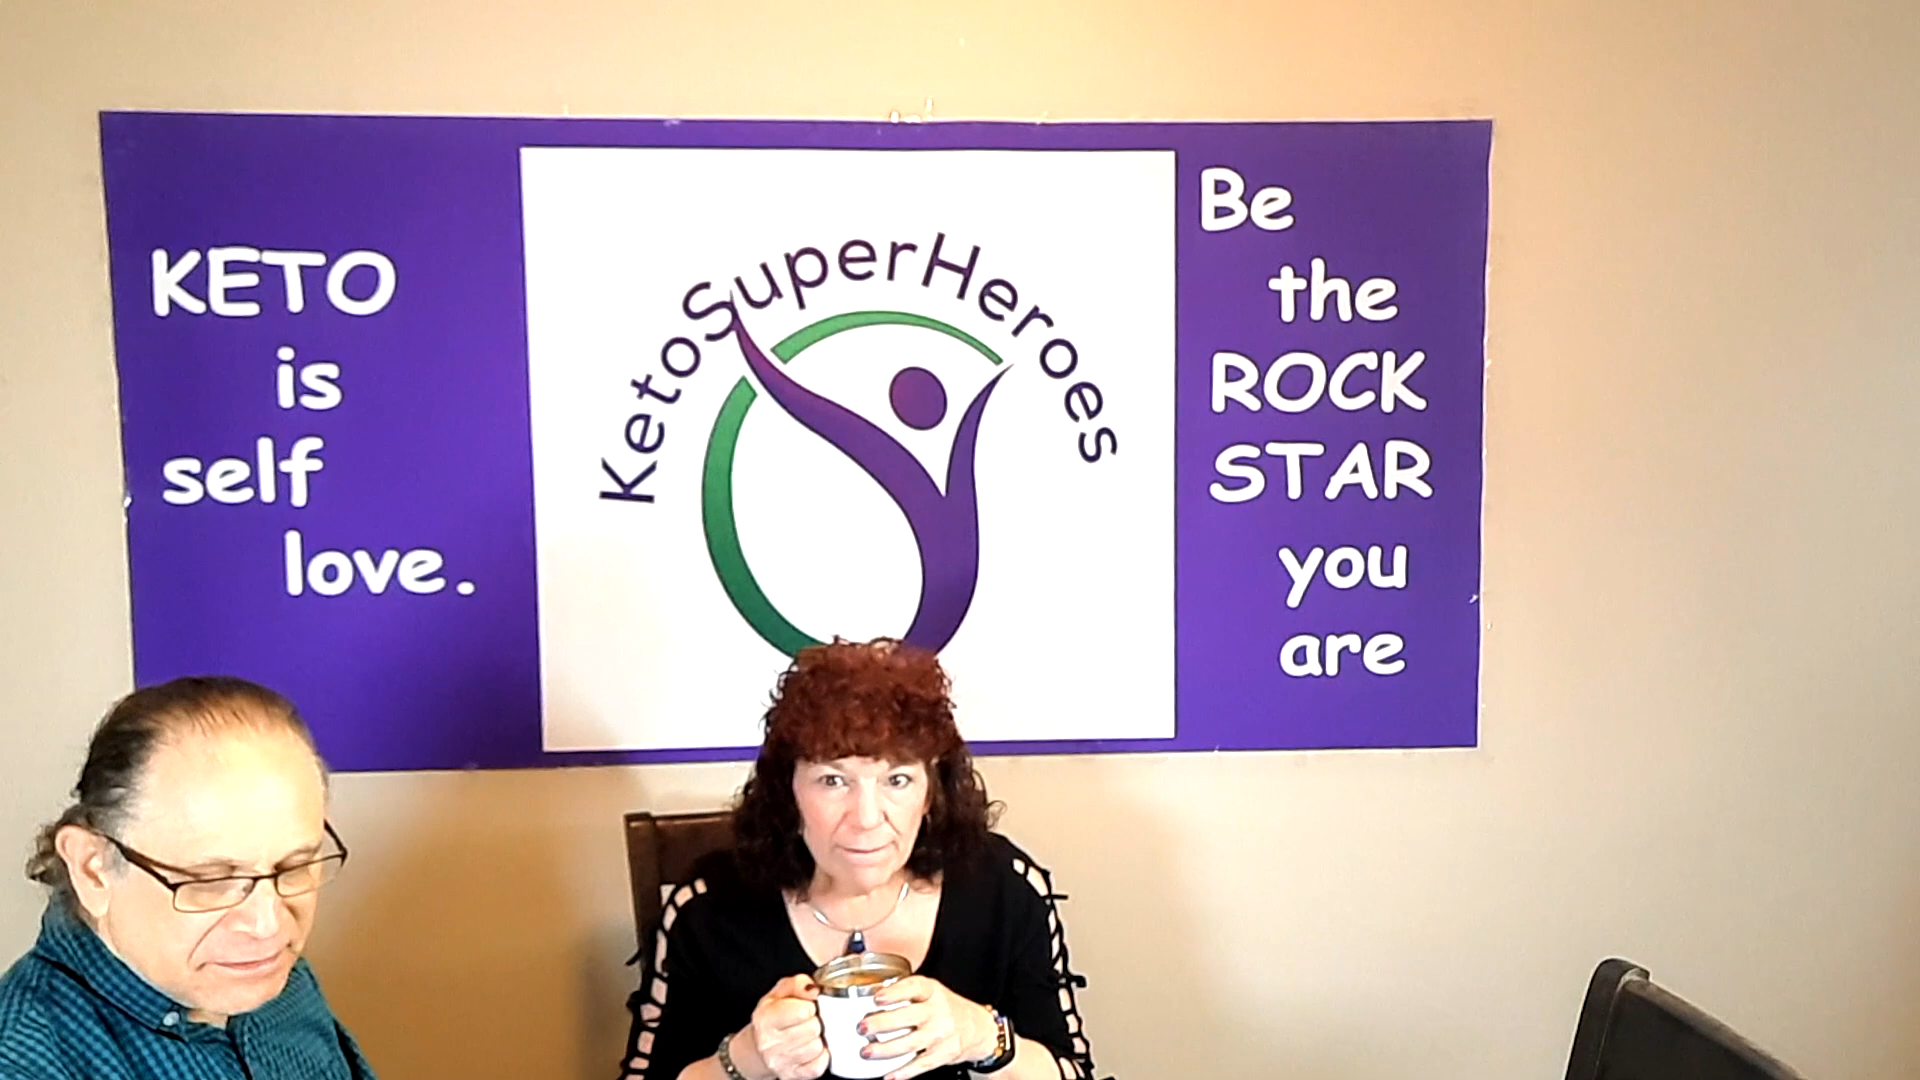 KETO
is
self
love.
KetoSuperHeroes
Be
the
ROCK
STAR
you
are